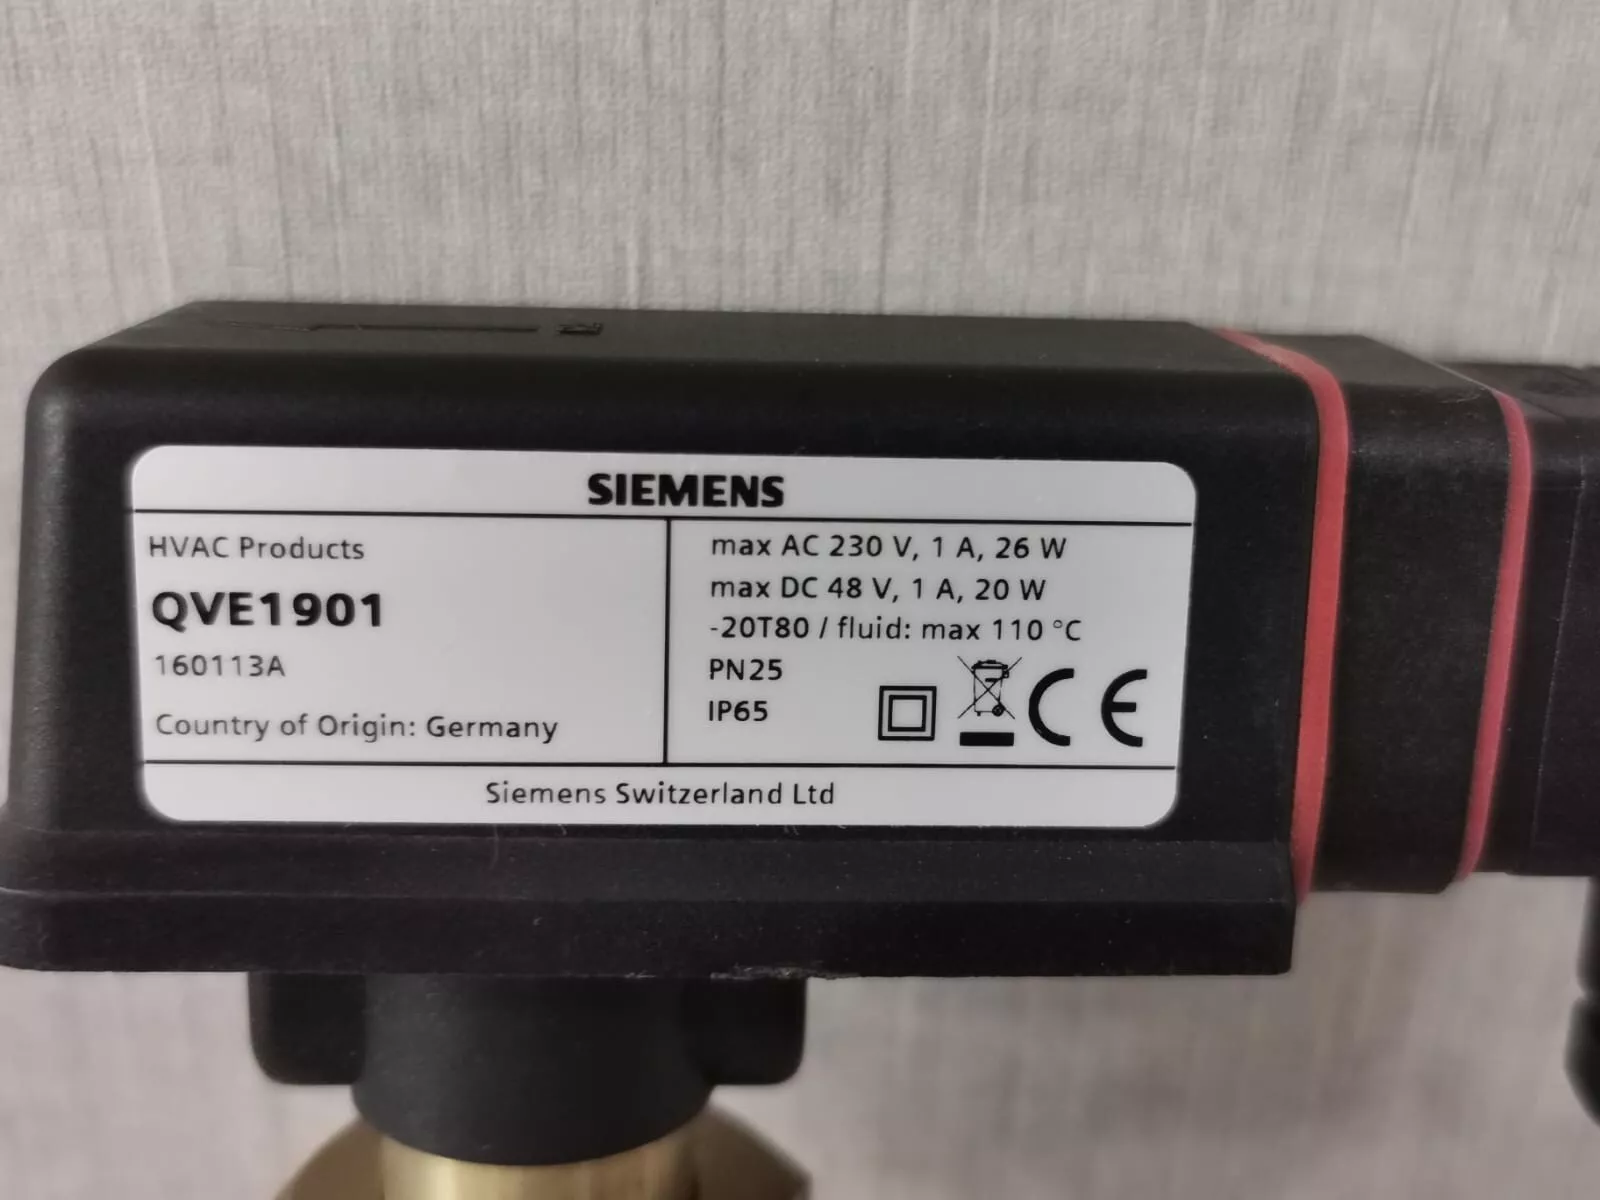 SIEMENS
HVAC Products
QVE1901
160113A
Country of Origin: Germany
max AC 230 V, 1 A, 26 W
max DC 48 V, 1 A, 20 W
-20T80 / fluid: max 110 °C
PN25
IP65
CE
Siemens Switzerland Ltd